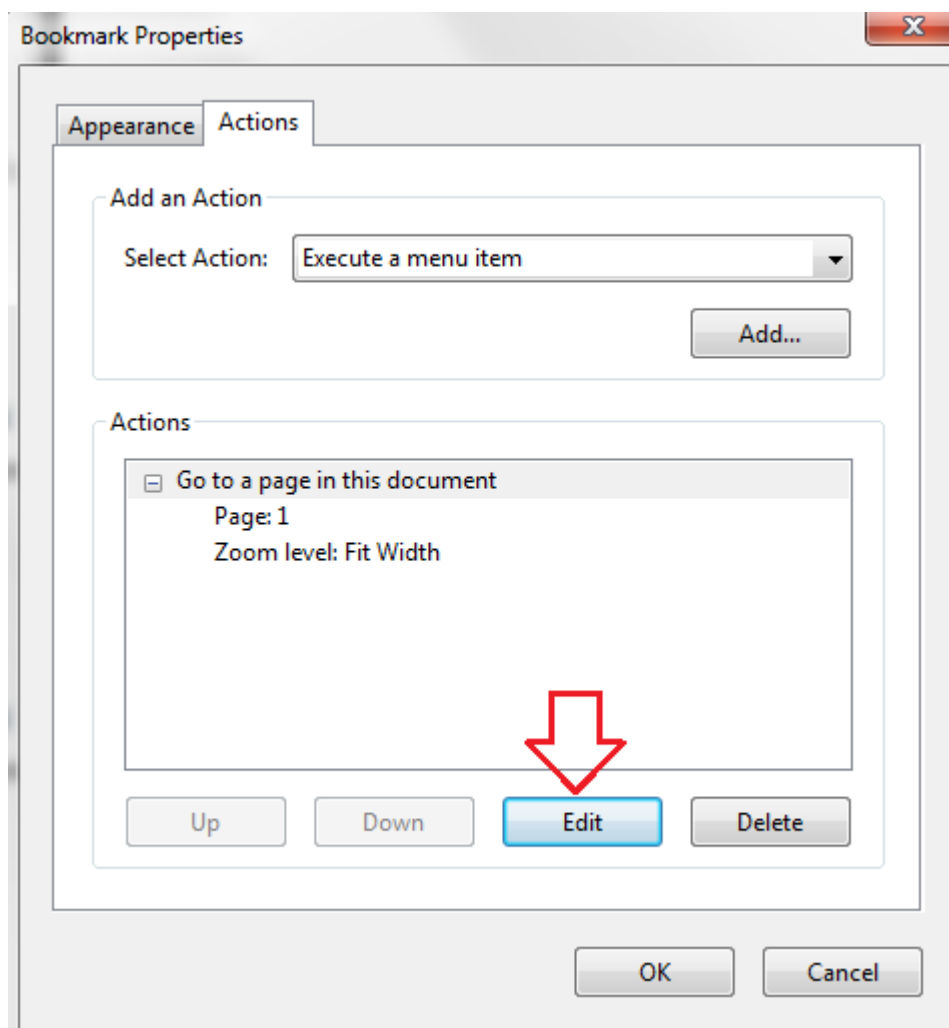 Bookmark Properties
Appearance Actions
Add an Action
Select Action: Execute a menu item
Add...
Actions
Go to a page in this document
Page: 1
Zoom level: Fit Width
Up Down Edit Delete
OK Cancel